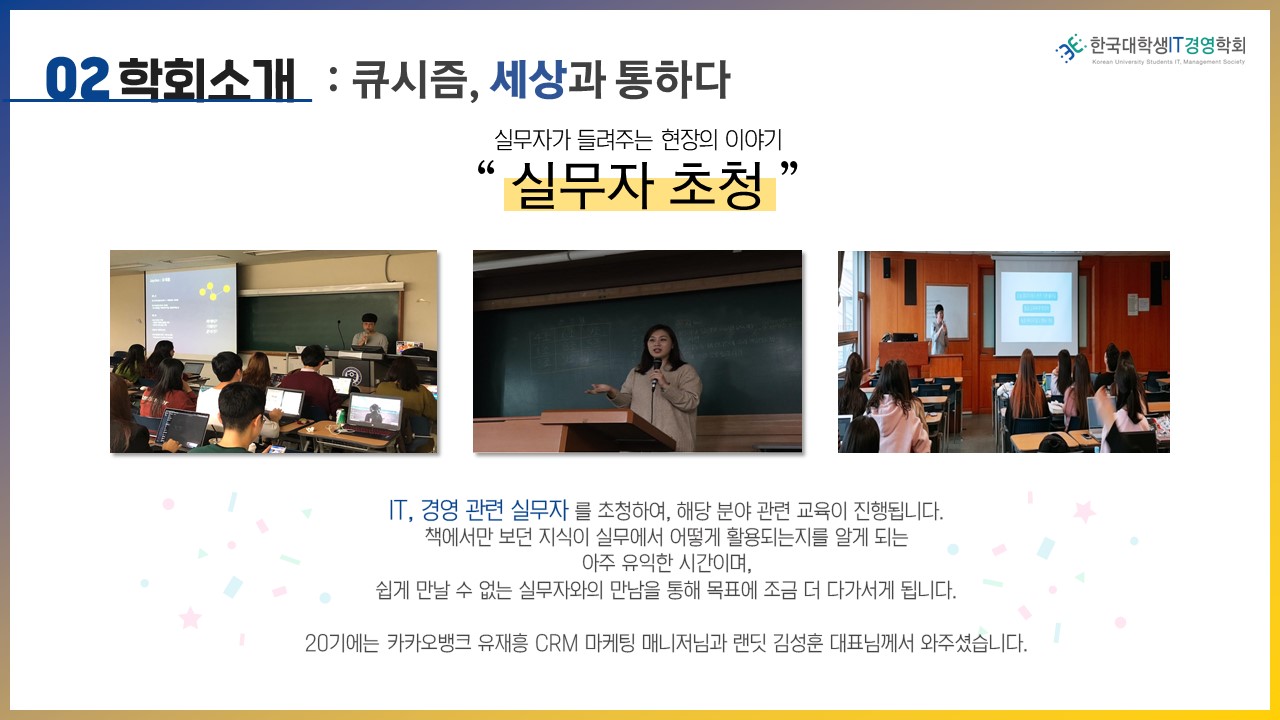 02 학회소개 : 큐시즘, 세상과 통하다
한국대학생IT경영학회
Korean University Students IT, Management Society
실무자가 들려주는 현장의 이야기
“ 실무자 초청 ”
IT, 경영 관련 실무자 를 초청하여, 해당 분야 관련 교육이 진행됩니다.
책에서만 보던 지식이 실무에서 어떻게 활용되는지를 알게 되는
아주 유익한 시간이며,
쉽게 만날 수 없는 실무자와의 만남을 통해 목표에 조금 더 다가서게 됩니다.
20기에는 카카오뱅크 유재흥 CRM 마케팅 매니저님과 랜딧 김성훈 대표님께서 와주셨습니다.